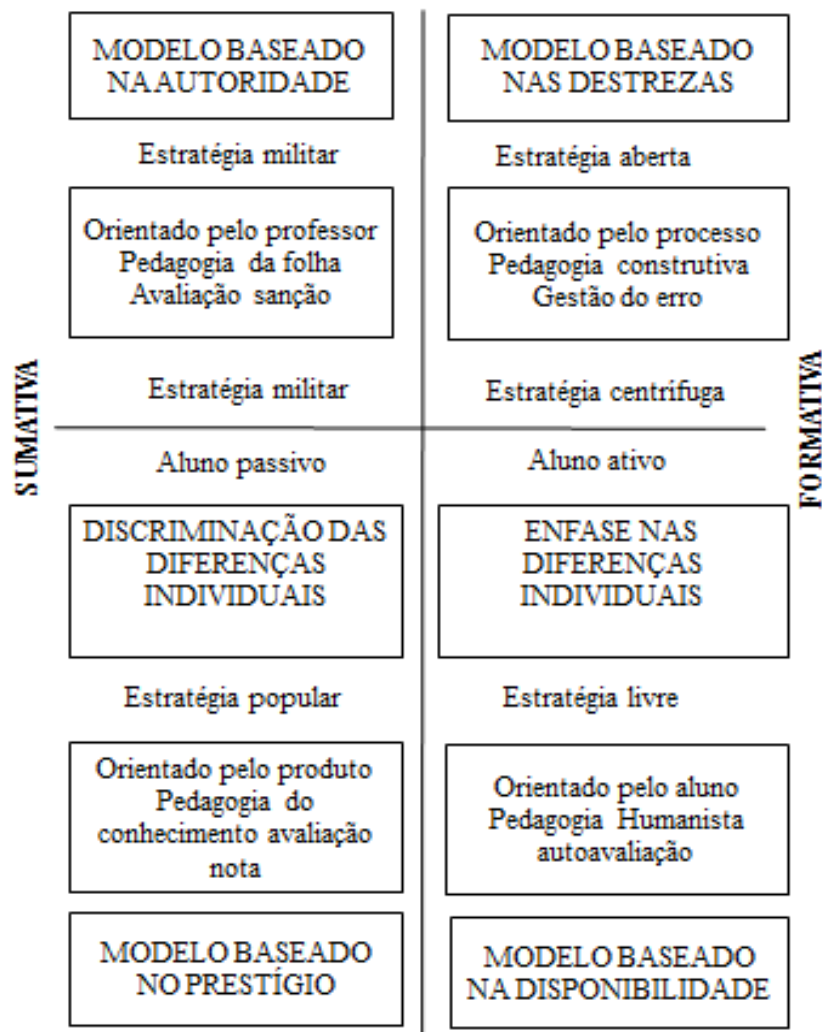 MODELO BASEADO
NA AUTORIDADE
Estratégia militar
Orientado pelo professor
Pedagogia da folha
Avaliação sanção
Estratégia militar
MODELO BASEADO
NAS DESTREZAS
Estratégia aberta
Orientado pelo processo
Pedagogia construtiva
Gestão do erro
Estratégia centrifuga
SUMATIVA
FORMATIVA
Aluno passivo
DISCRIMINAÇÃO DAS
DIFERENÇAS
INDIVIDUAIS
Estratégia popular
Orientado pelo produto
Pedagogia do
conhecimento avaliação
nota
MODELO BASEADO
NO PRESTÍGIO
Aluno ativo
ENFASE NAS
DIFERENÇAS
INDIVIDUAIS
Estratégia livre
Orientado pelo aluno
Pedagogia Humanista
autoavaliação
MODELO BASEADO
NA DISPONIBILIDADE